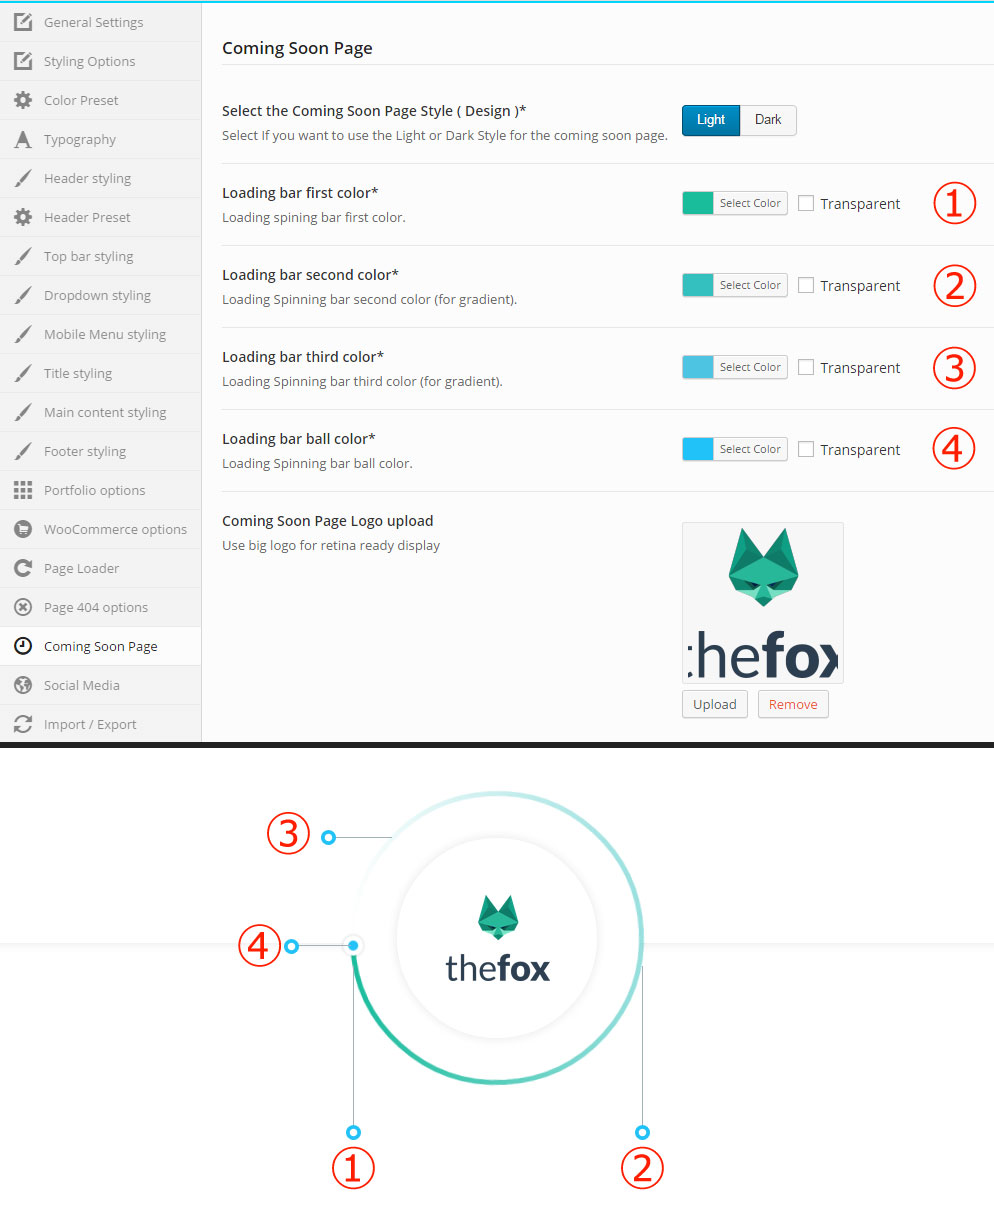 General Settings
Styling Options
Color Preset
Typography
Header styling
Header Preset
Top bar styling
Dropdown styling
Mobile Menu styling
Title styling
Main content styling
Footer styling
Portfolio options
WooCommerce options
Page Loader
Page 404 options
Coming Soon Page
Social Media
Import / Export
Coming Soon Page
Select the Coming Soon Page Style ( Design )*
Select If you want to use the Light or Dark Style for the coming soon page.
Light Dark
Loading bar first color*
Loading spining bar first color.
Select Color Transparent 1
Loading bar second color*
Loading Spinning bar second color (for gradient).
Select Color Transparent 2
Loading bar third color*
Loading Spinning bar third color (for gradient).
Select Color Transparent 3
Loading bar ball color*
Loading Spinning bar ball color.
Select Color Transparent 4
Coming Soon Page Logo upload
Use big logo for retina ready display
thefox
Upload Remove
3
4
thefox
1 2